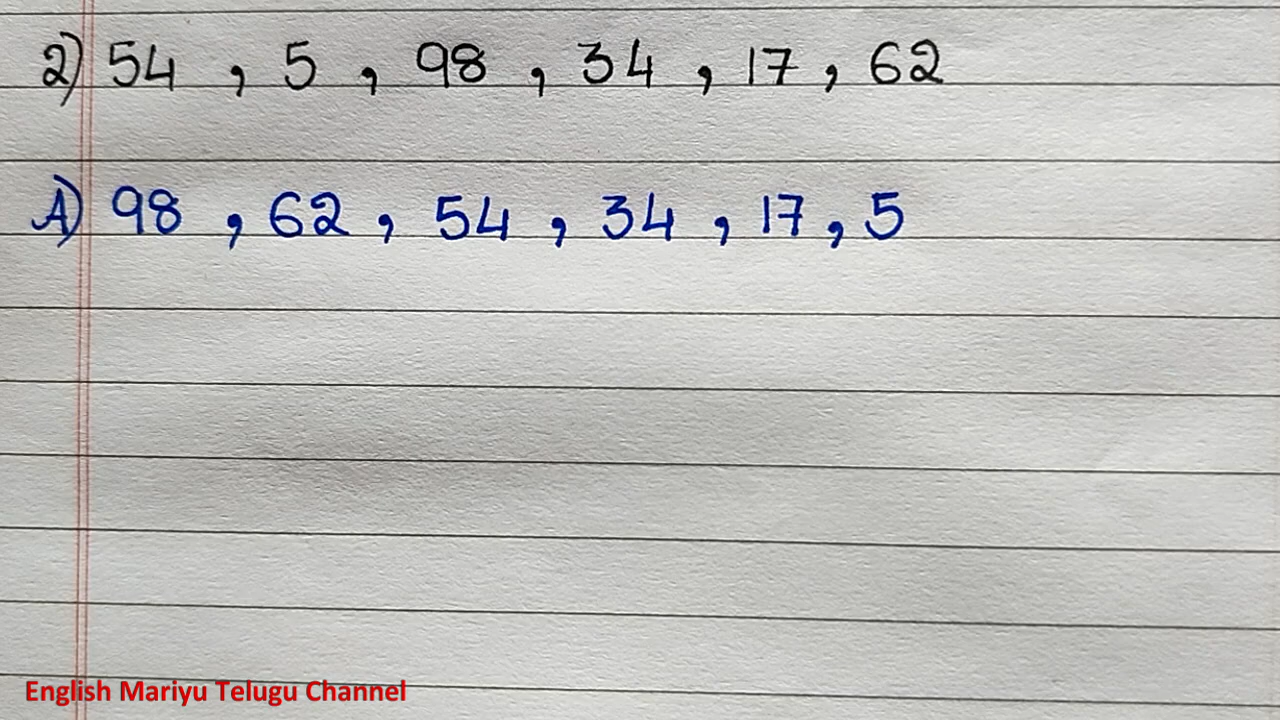 2) 54 , 5 , 98 , 34 , 17 , 62
A) 98 , 62 , 54 , 34 , 17 , 5
English Mariyu Telugu Channel